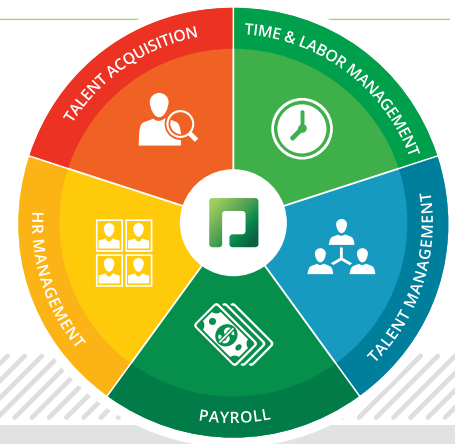 TALENT ACQUISITION
TIME & LABOR MANAGEMENT
TALENT MANAGEMENT
PAYROLL
HR MANAGEMENT